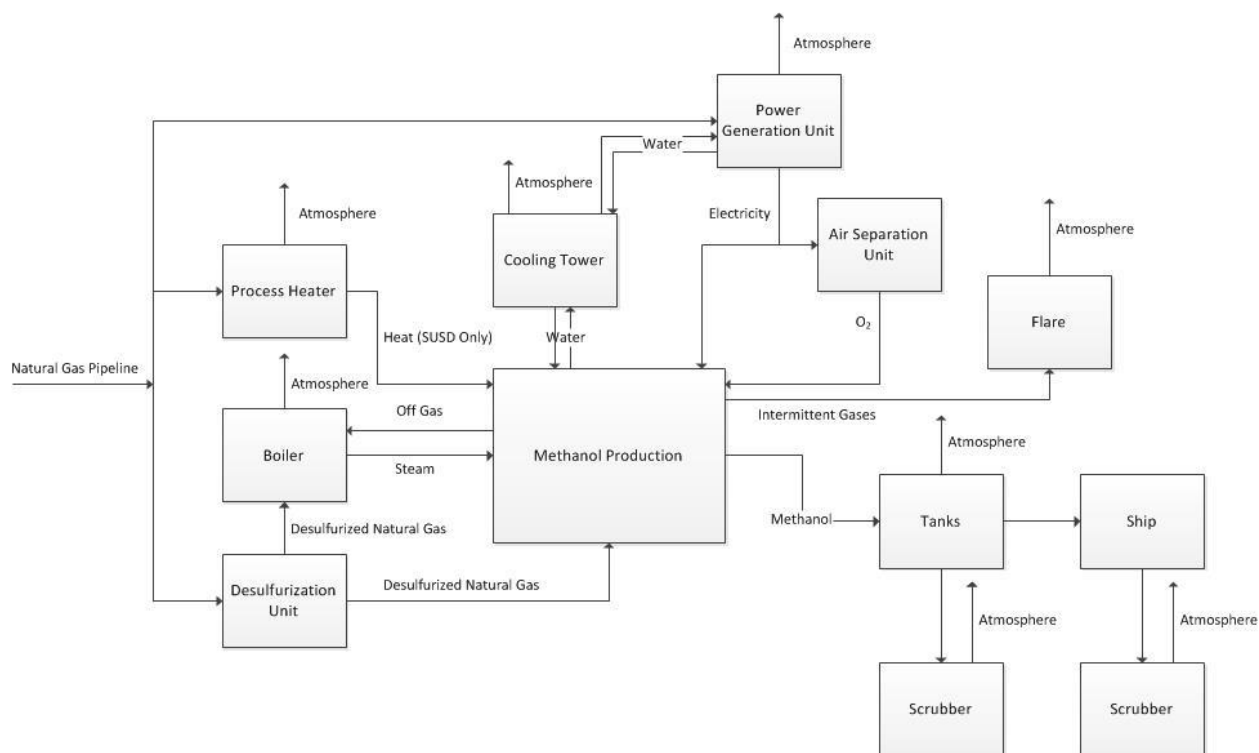 Atmosphere
Power
Generation Unit
Water
Atmosphere
Atmosphere
Electricity
Atmosphere
Air Separation
Unit
Cooling Tower
Process Heater
Flare
O₂
Heat (SUSD Only)
Water
Natural Gas Pipeline
Atmosphere
Off Gas
Intermittent Gases
Boiler
Methanol Production
Atmosphere
Steam
Methanol
Tanks
Ship
Desulfurized Natural Gas
Desulfurization
Unit
Desulfurized Natural Gas
Atmosphere
Atmosphere
Scrubber
Scrubber